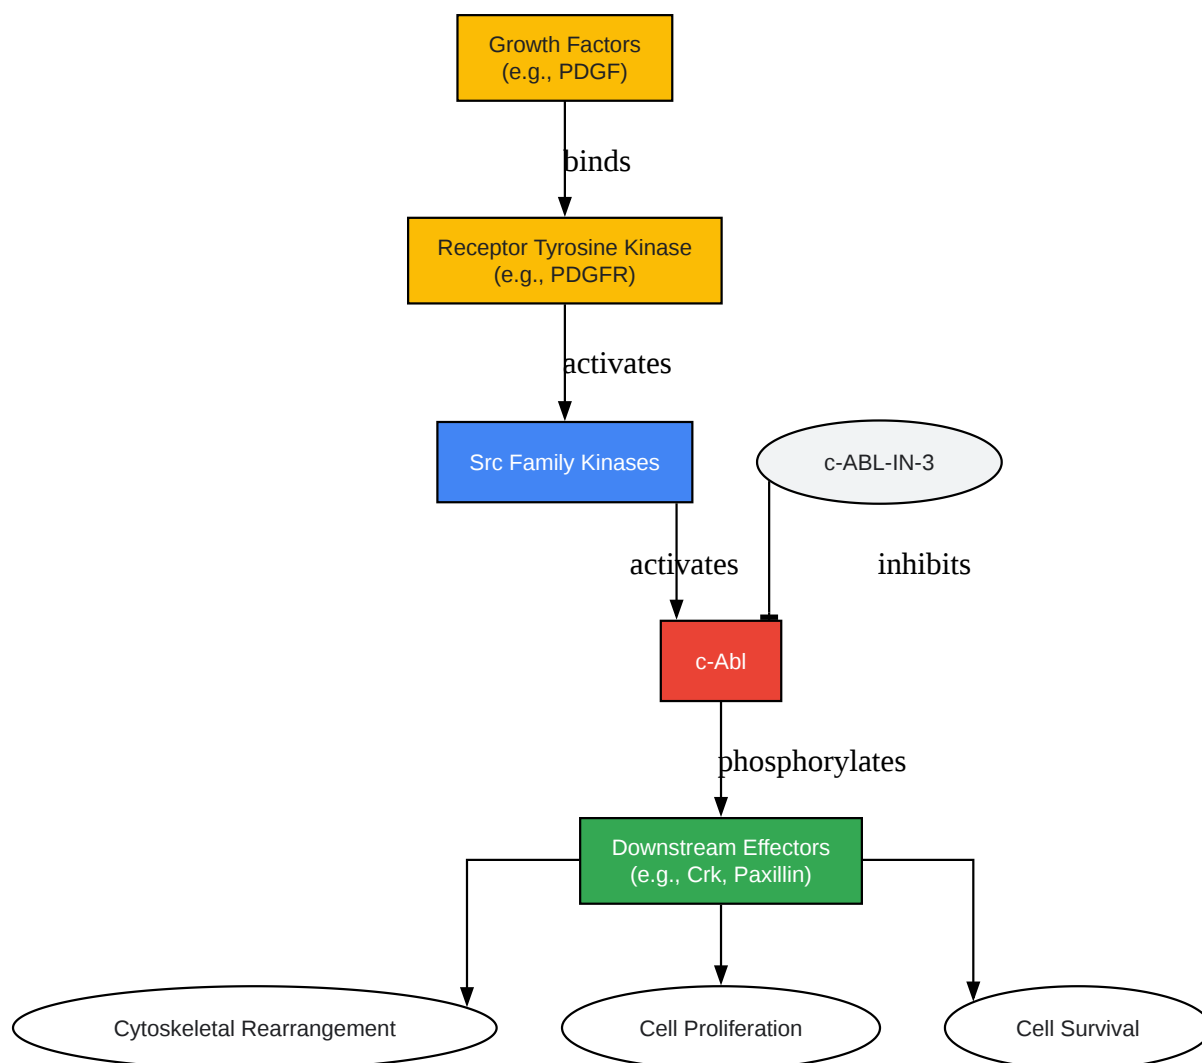 Growth Factors
(e.g., PDGF)
binds
Receptor Tyrosine Kinase
(e.g., PDGFR)
activates
Src Family Kinases
c-ABL-IN-3
activates
inhibits
c-Abl
phosphorylates
Downstream Effectors
(e.g., Crk, Paxillin)
Cytoskeletal Rearrangement
Cell Proliferation
Cell Survival